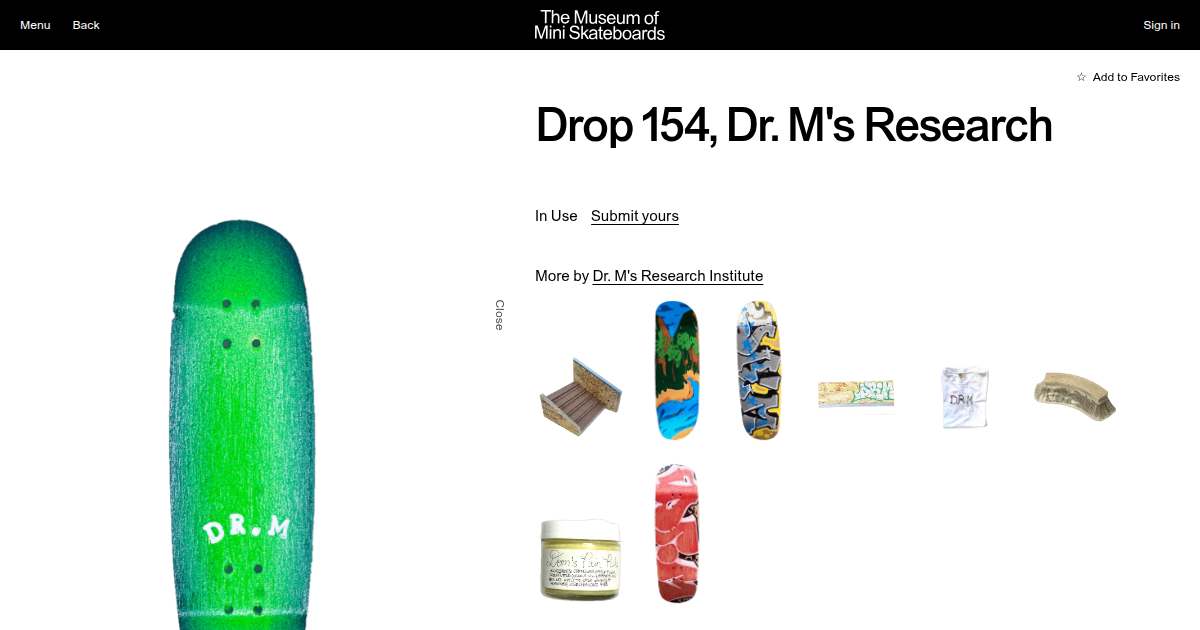 Menu
Back
The Museum of
Mini Skateboards
Sign in
☆ Add to Favorites
Drop 154, Dr. M's Research
In Use Submit yours
More by Dr. M's Research Institute
Close
DR.M
DR.M